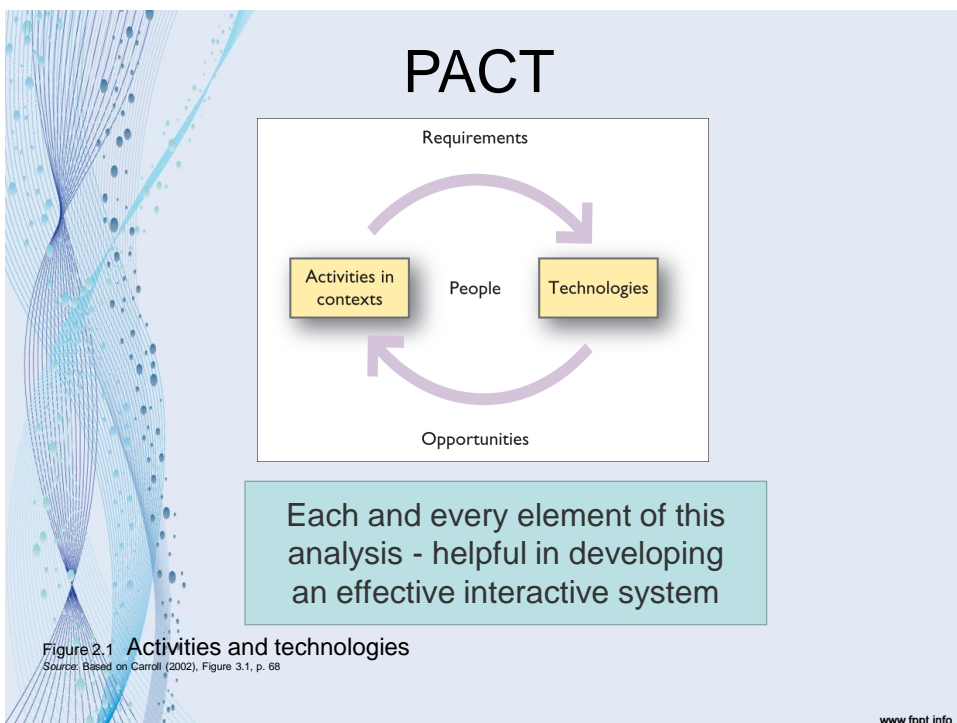 PACT
Requirements
Activities in
contexts
People
Technologies
Opportunities
Each and every element of this
analysis - helpful in developing
an effective interactive system
Figure 2.1 Activities and technologies
Source: Based on Carroll (2002), Figure 3.1, p. 68
www.fppt.info